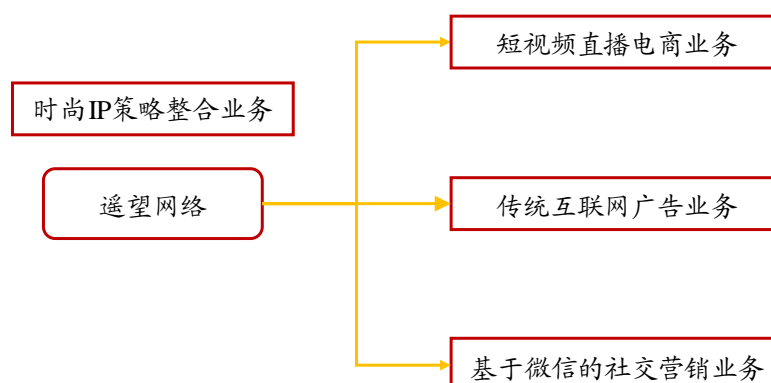 短视频直播电商业务
时尚IP策略整合业务
遥望网络
传统互联网广告业务
基于微信的社交营销业务